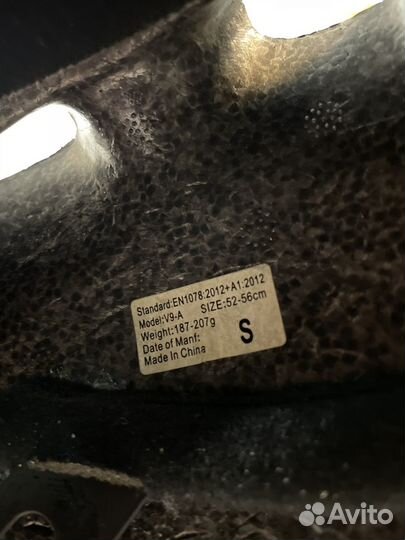 Standard:EN1078:2012+A1:2012
Model:V9-A SIZE:52-56cm
Weight:187-207g
Date of Manf:
Made In China
S
Avito